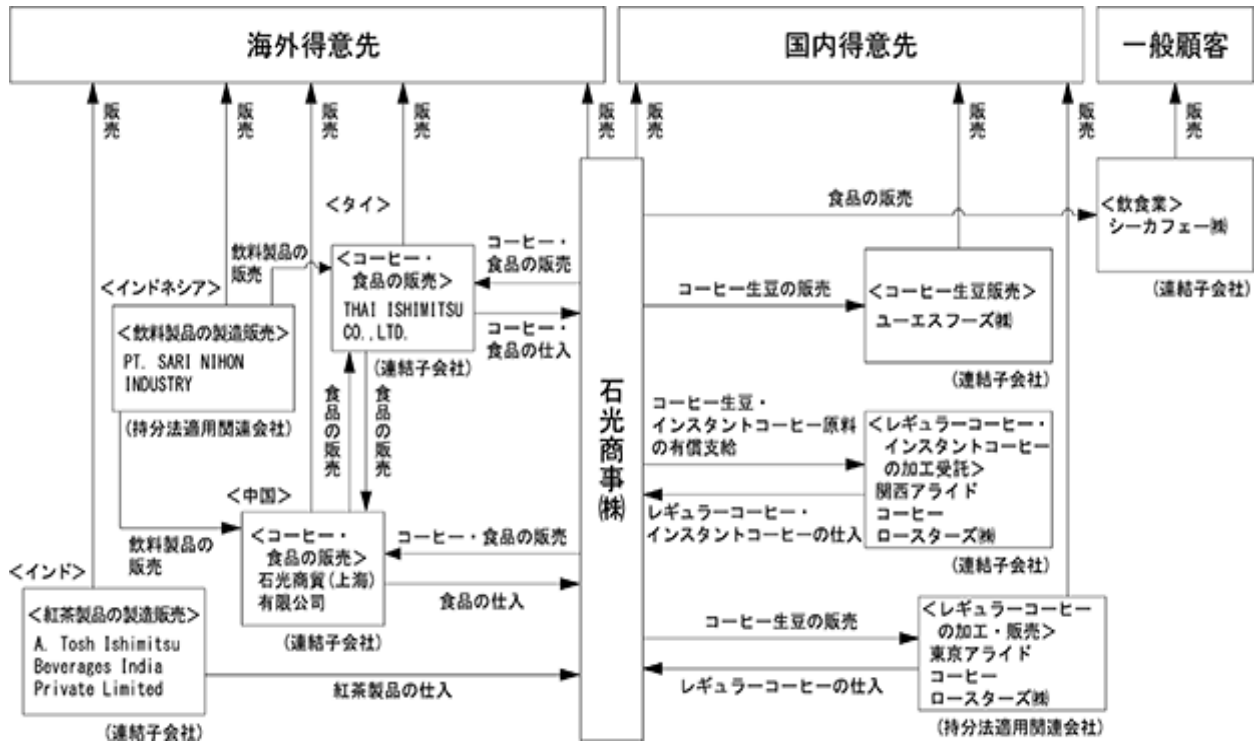 海外得意先
国内得意先
一般顧客
販売
販売
販売
販売
販売
販売
販売
販売
販売
<タイ>
<コーヒー・
食品の販売>
THAI ISHIMITSU
CO.,LTD.
(連結子会社)
飲料製品の
販売
コーヒー・
食品の販売
コーヒー・
食品の仕入
<インドネシア>
<飲料製品の製造販売>
PT. SARI NIHON
INDUSTRY
(持分法適用関連会社)
食品の販売
食品の販売
飲料製品の
販売
<中国>
<コーヒー・
食品の販売>
石光商貿(上海)
有限公司
(連結子会社)
コーヒー・食品の販売
食品の仕入
<インド>
<紅茶製品の製造販売>
A. Tosh Ishimitsu
Beverages India
Private Limited
(連結子会社)
紅茶製品の仕入
石光商事㈱
食品の販売
<飲食業>
シーカフェー㈱
(連結子会社)
コーヒー生豆の販売
<コーヒー生豆販売>
ユーエスフーズ㈱
(連結子会社)
コーヒー生豆・
インスタントコーヒー原料
の有償支給
レギュラーコーヒー・
インスタントコーヒーの仕入
<レギュラーコーヒー・
インスタントコーヒー
の加工受託>
関西アライド
コーヒー
ロースターズ㈱
(連結子会社)
コーヒー生豆の販売
レギュラーコーヒーの仕入
<レギュラーコーヒー
の加工・販売>
東京アライド
コーヒー
ロースターズ㈱
(持分法適用関連会社)